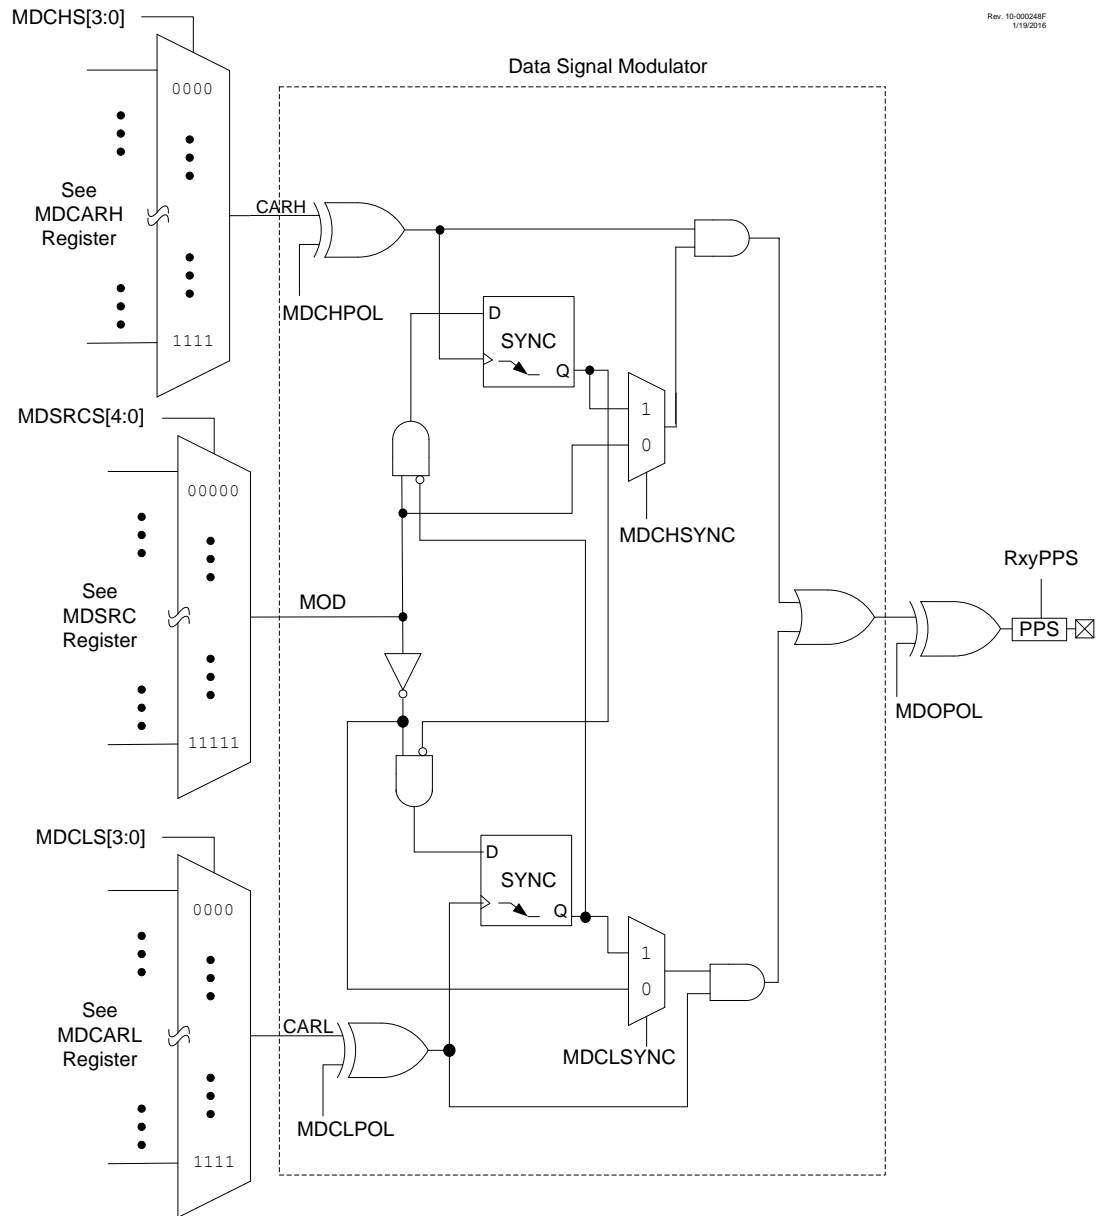 MDCHS[3:0]
Rev. 10-000248F
1/19/2016
Data Signal Modulator
0000
See
MDCARH
Register
CARH
MDCHPOL
1111
D
SYNC
Q
1
0
MDCHSYNC
MDSRCS[4:0]
00000
See
MDSRC
Register
MOD
11111
RxyPPS
PPS
MDOPOL
MDCLS[3:0]
0000
D
SYNC
Q
1
0
MDCLSYNC
See
MDCARL
Register
CARL
MDCLPOL
1111